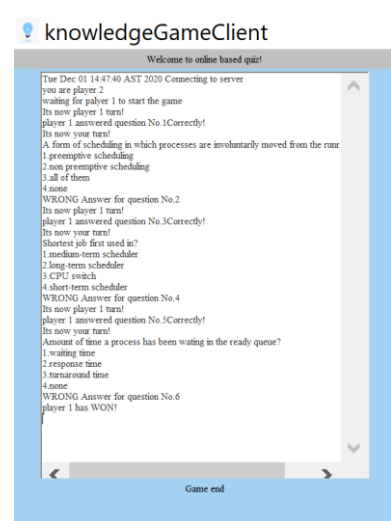 knowledgeGameClient
Welcome to online based quiz!
Tue Dec 01 14:47:40 AST 2020 Connecting to server
you are player 2
waiting for palyer 1 to start the game
Its now player 1 turn!
player 1 answered question No.1Correctly!
Its now your turn!
A form of scheduling in which processes are involuntarily moved from the runr
1.preemptive scheduling
2.non preemptive scheduling
3.all of them
4.none
WRONG Answer for question No.2
Its now player 1 turn!
player 1 answered question No.3Correctly!
Its now your turn!
Shortest job first used in?
1.medium-term scheduler
2.long-term scheduler
3.CPU switch
4.short-term scheduler
WRONG Answer for question No.4
Its now player 1 turn!
player 1 answered question No.5Correctly!
Its now your turn!
Amount of time a process has been wating in the ready queue?
1.waiting time
2.response time
3.turnaround time
4.none
WRONG Answer for question No.6
player 1 has WON!
Game end